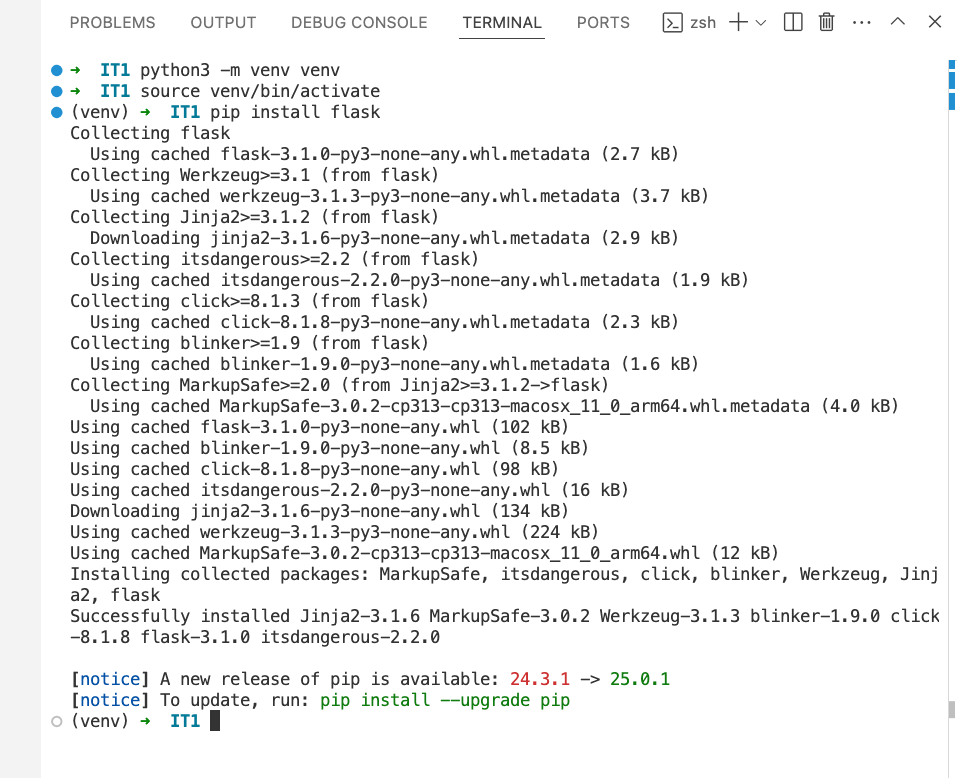 PROBLEMS OUTPUT DEBUG CONSOLE TERMINAL PORTS zsh
➜ IT1 python3 -m venv venv
➜ IT1 source venv/bin/activate
(venv) ➜ IT1 pip install flask
Collecting flask
  Using cached flask-3.1.0-py3-none-any.whl.metadata (2.7 kB)
Collecting Werkzeug>=3.1 (from flask)
  Using cached werkzeug-3.1.3-py3-none-any.whl.metadata (3.7 kB)
Collecting Jinja2>=3.1.2 (from flask)
  Downloading jinja2-3.1.6-py3-none-any.whl.metadata (2.9 kB)
Collecting itsdangerous>=2.2 (from flask)
  Using cached itsdangerous-2.2.0-py3-none-any.whl.metadata (1.9 kB)
Collecting click>=8.1.3 (from flask)
  Using cached click-8.1.8-py3-none-any.whl.metadata (2.3 kB)
Collecting blinker>=1.9 (from flask)
  Using cached blinker-1.9.0-py3-none-any.whl.metadata (1.6 kB)
Collecting MarkupSafe>=2.0 (from Jinja2>=3.1.2->flask)
  Using cached MarkupSafe-3.0.2-cp313-cp313-macosx_11_0_arm64.whl.metadata (4.0 kB)
Using cached flask-3.1.0-py3-none-any.whl (102 kB)
Using cached blinker-1.9.0-py3-none-any.whl (8.5 kB)
Using cached click-8.1.8-py3-none-any.whl (98 kB)
Using cached itsdangerous-2.2.0-py3-none-any.whl (16 kB)
Downloading jinja2-3.1.6-py3-none-any.whl (134 kB)
Using cached werkzeug-3.1.3-py3-none-any.whl (224 kB)
Using cached MarkupSafe-3.0.2-cp313-cp313-macosx_11_0_arm64.whl (12 kB)
Installing collected packages: MarkupSafe, itsdangerous, click, blinker, Werkzeug, Jinj
a2, flask
Successfully installed Jinja2-3.1.6 MarkupSafe-3.0.2 Werkzeug-3.1.3 blinker-1.9.0 click
-8.1.8 flask-3.1.0 itsdangerous-2.2.0
[notice] A new release of pip is available: 24.3.1 -> 25.0.1
[notice] To update, run: pip install --upgrade pip
(venv) ➜ IT1